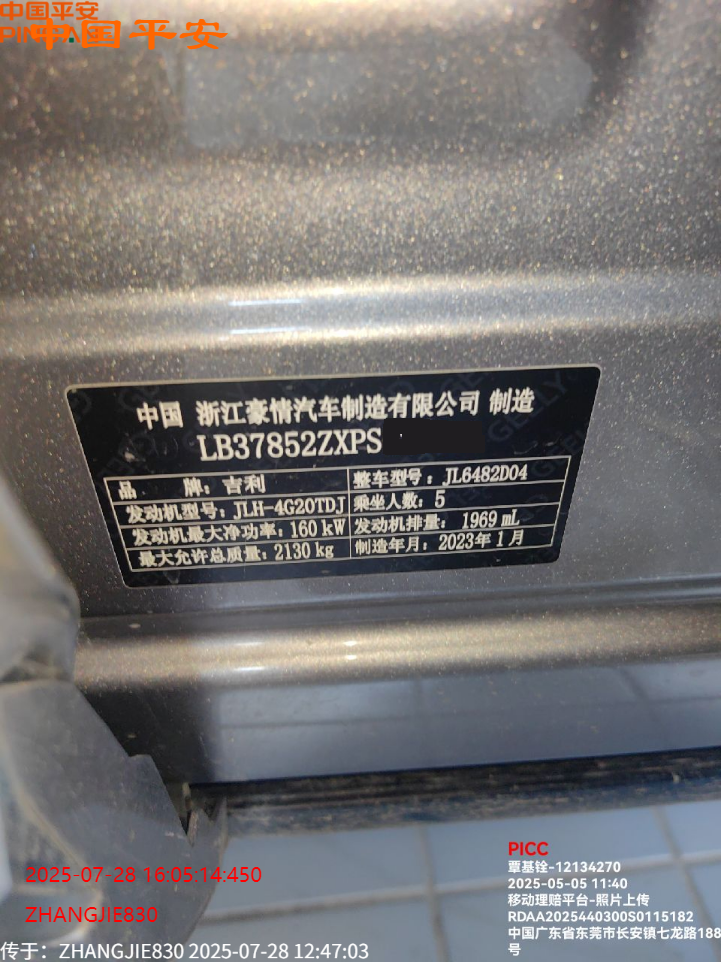 中国平安
PINGAN
中国平安
中国 浙江豪情汽车制造有限公司 制造
LB37852ZXPS
品 牌：吉利 整车型号：JL6482D04
发动机型号：JLH-4G20TDJ 乘坐人数：5
发动机最大净功率：160 kW 发动机排量：1969 mL
最大允许总质量：2130 kg 制造年月：2023年1月
PICC
覃基铨-12134270
2025-07-28 16:05:14:450
2025-05-05 11:40
移动理赔平台-照片上传
ZHANGJIE830
RDAA2025440300S0115182
中国广东省东莞市长安镇七龙路188
号
传于：ZHANGJIE830 2025-07-28 12:47:03